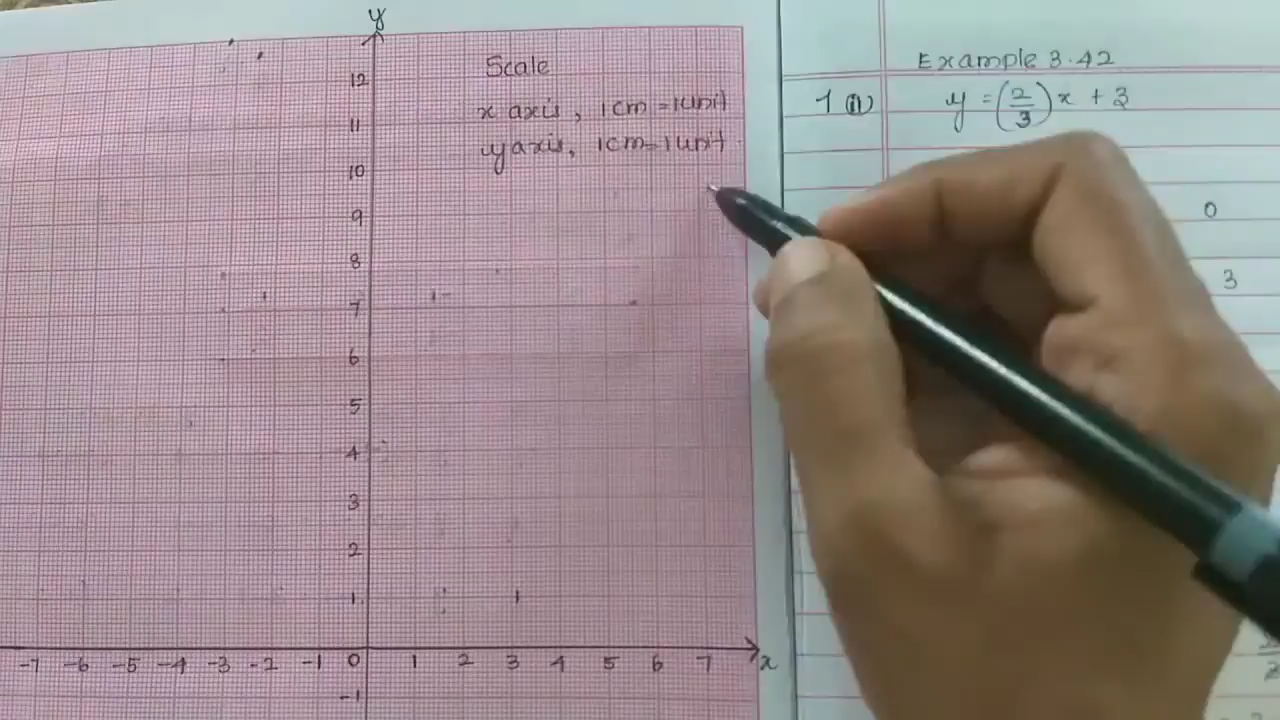 y
12
11
10
9
8
7
6
5
4
3
2
1
-7 -6 -5 -4 -3 -2 -1 0 1 2 3 4 5 6 7 x
-1
Scale
x axis, 1cm=1unit
y axis, 1cm=1unit
Example 3.42
1 (ii) y = (2/3)x + 3
0
3